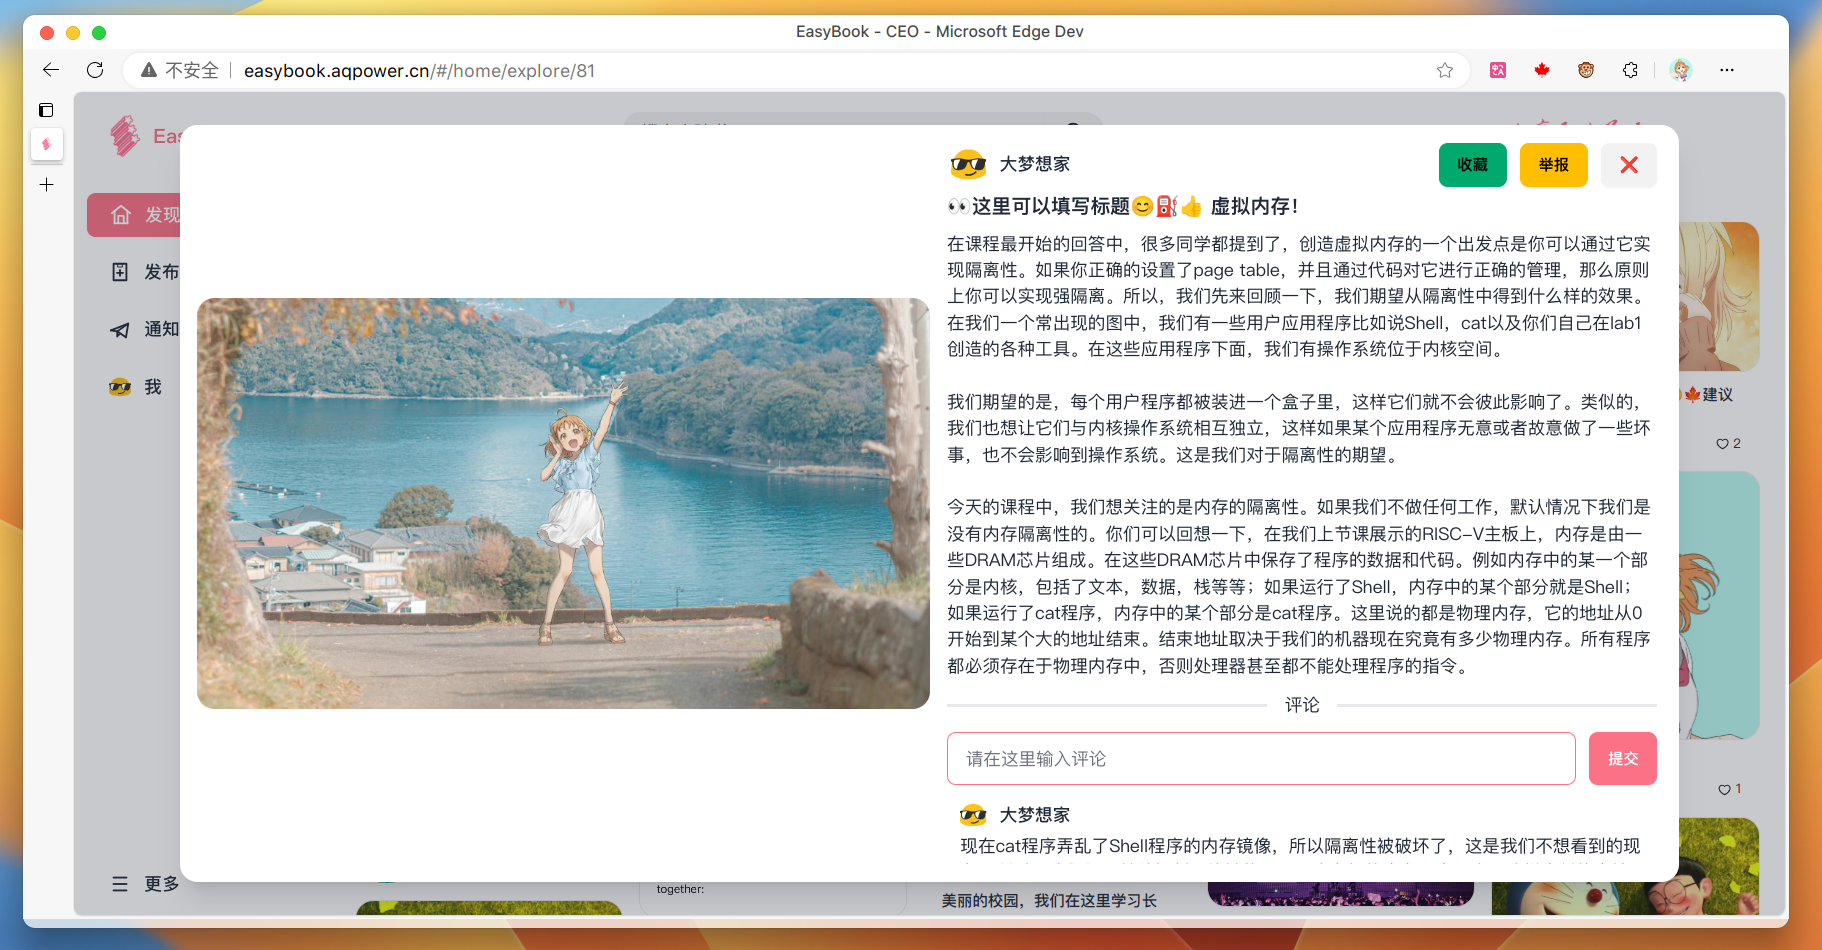 EasyBook - CEO - Microsoft Edge Dev
不安全
easybook.aqpower.cn/#/home/explore/81
Eas
发现
发布
通知
我
更多
大梦想家
收藏
举报
👀这里可以填写标题😊⛽👍 虚拟内存！
在课程最开始的回答中，很多同学都提到了，创造虚拟内存的一个出发点是你可以通过它实
现隔离性。如果你正确的设置了page table，并且通过代码对它进行正确的管理，那么原则
上你可以实现强隔离。所以，我们先来回顾一下，我们期望从隔离性中得到什么样的效果。
在我们一个常出现的图中，我们有一些用户应用程序比如说Shell，cat以及你们自己在lab1
创造的各种工具。在这些应用程序下面，我们有操作系统位于内核空间。
我们期望的是，每个用户程序都被装进一个盒子里，这样它们就不会彼此影响了。类似的，
我们也想让它们与内核操作系统相互独立，这样如果某个应用程序无意或者故意做了一些坏
事，也不会影响到操作系统。这是我们对于隔离性的期望。
今天的课程中，我们想关注的是内存的隔离性。如果我们不做任何工作，默认情况下我们是
没有内存隔离性的。你们可以回想一下，在我们上节课展示的RISC-V主板上，内存是由一
些DRAM芯片组成。在这些DRAM芯片中保存了程序的数据和代码。例如内存中的某一个部
分是内核，包括了文本，数据，栈等等；如果运行了Shell，内存中的某个部分就是Shell；
如果运行了cat程序，内存中的某个部分是cat程序。这里说的都是物理内存，它的地址从0
开始到某个大的地址结束。结束地址取决于我们的机器现在究竟有多少物理内存。所有程序
都必须存在于物理内存中，否则处理器甚至都不能处理程序的指令。
评论
请在这里输入评论
提交
大梦想家
现在cat程序弄乱了Shell程序的内存镜像，所以隔离性被破坏了，这是我们不想看到的现
🍁建议
2
1
together:
美丽的校园，我们在这里学习长